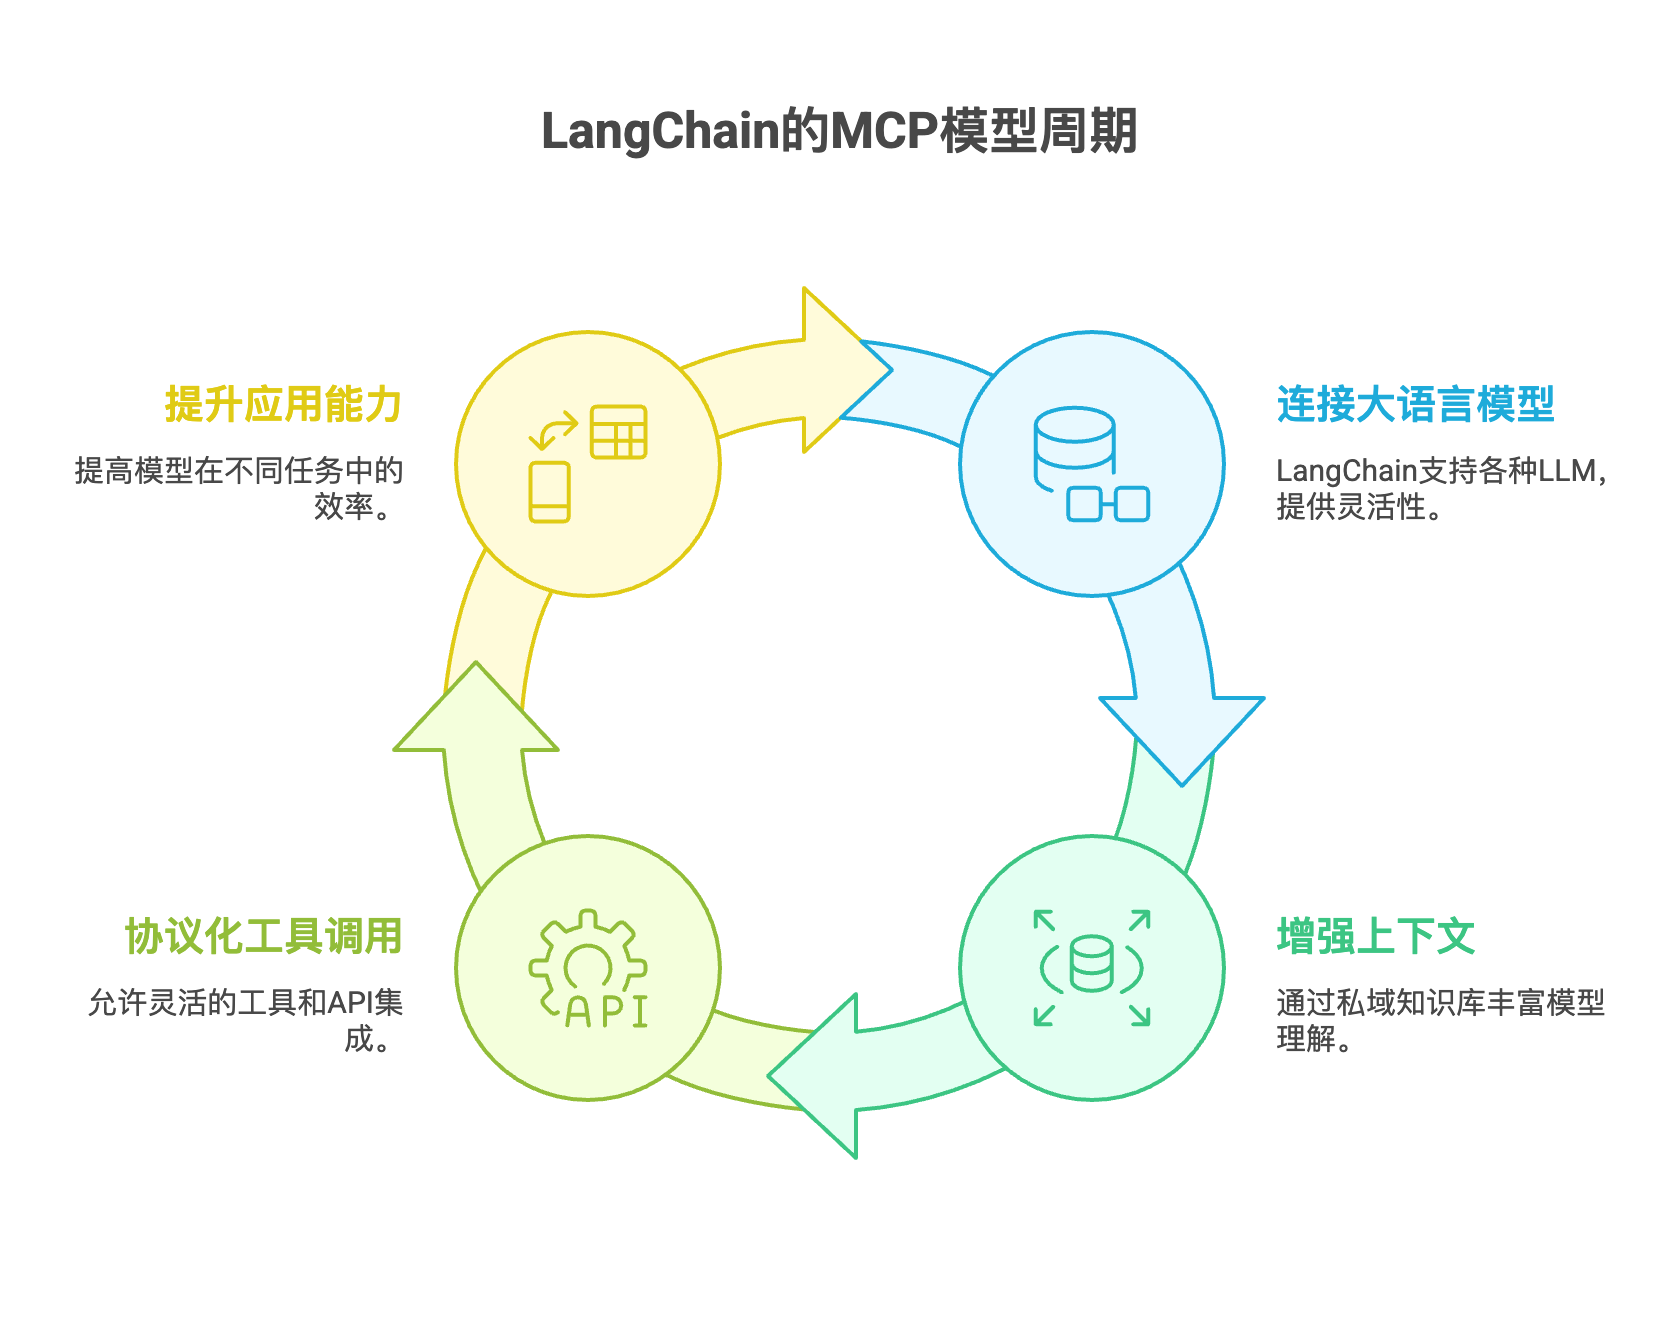 LangChain的MCP模型周期
提升应用能力
提高模型在不同任务中的
效率。
连接大语言模型
LangChain支持各种LLM，
提供灵活性。
协议化工具调用
允许灵活的工具和API集
成。
API
增强上下文
通过私域知识库丰富模型
理解。